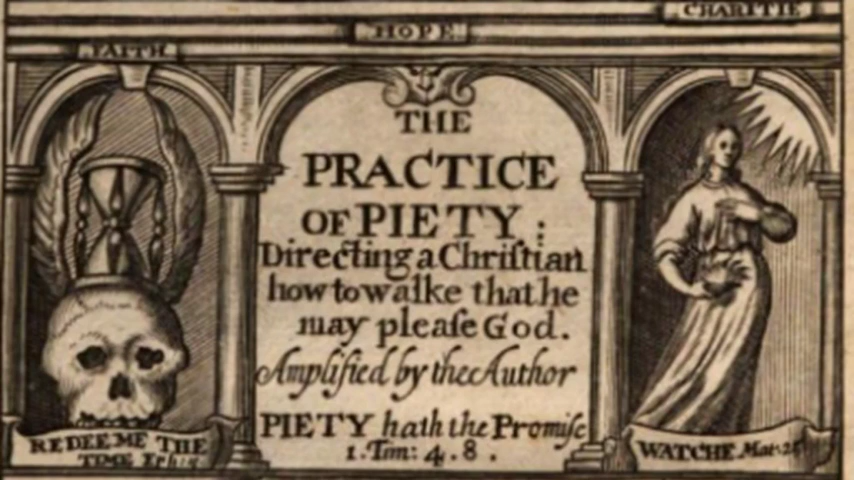 CHARITIE
HOPE
FAITH
THE
PRACTICE
OF PIETY:
Directing a Chriſtian
how to walke that he
may pleaſe God.
Amplified by the Author
PIETY hath the Promiſe
1. Tim: 4. 8.
REDEEME THE
TIME
WATCHE Mat: